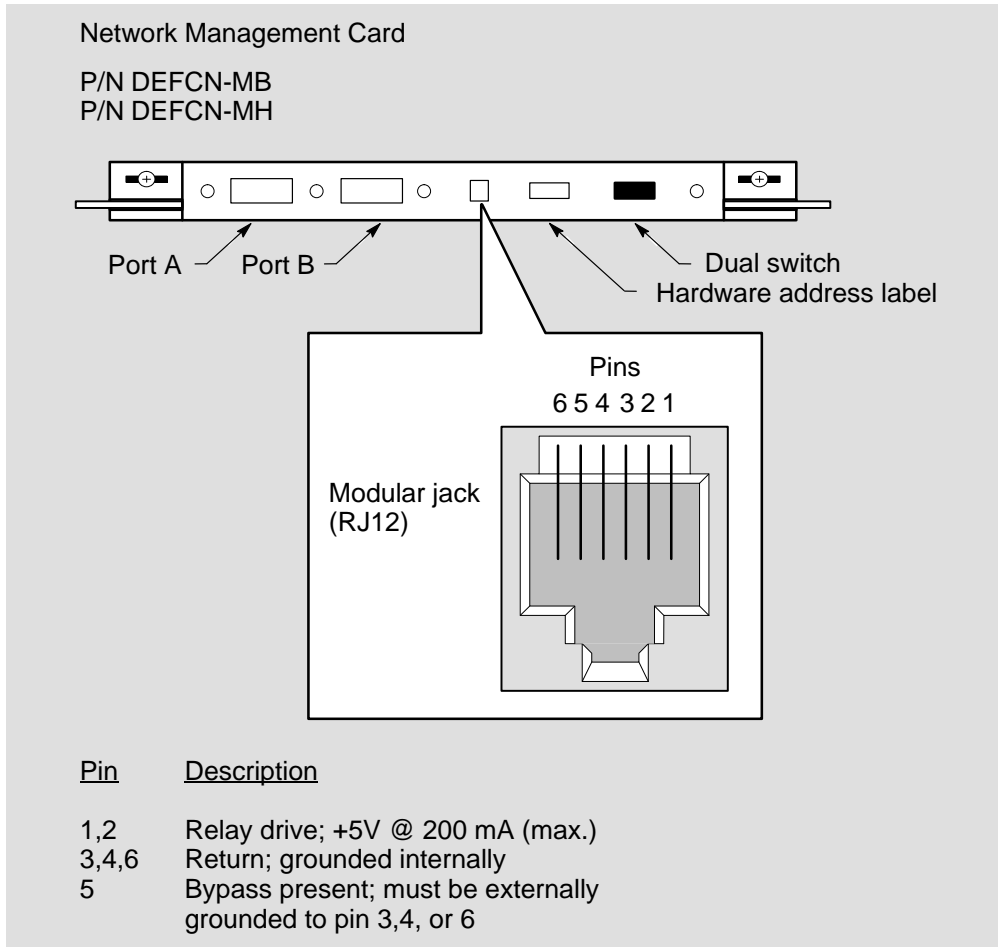 Network Management Card
P/N DEFCN-MB
P/N DEFCN-MH
Port A
Port B
Dual switch
Hardware address label
Pins
6 5 4 3 2 1
Modular jack
(RJ12)
Pin Description
1,2 Relay drive; +5V @ 200 mA (max.)
3,4,6 Return; grounded internally
5 Bypass present; must be externally
grounded to pin 3,4, or 6